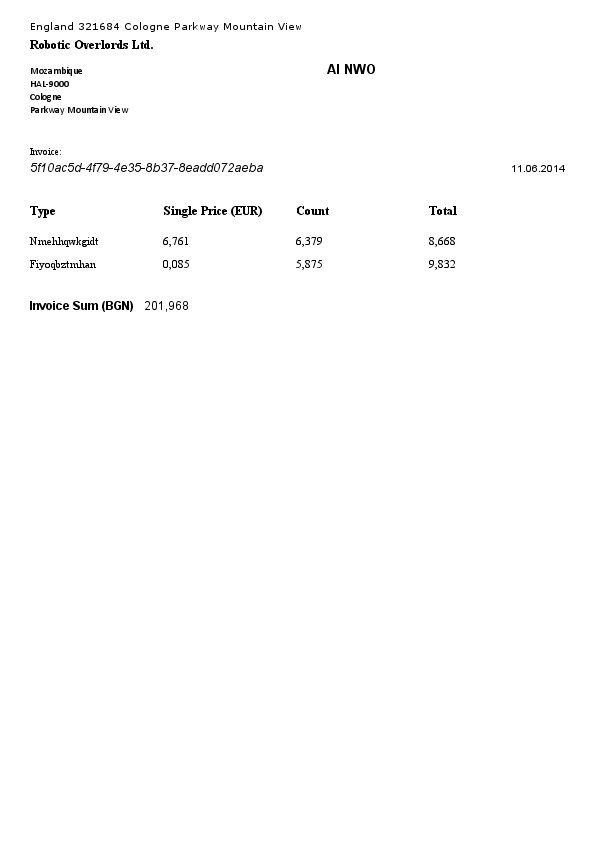 England 321684 Cologne Parkway Mountain View
Robotic Overlords Ltd.
AI NWO
Mozambique
HAL-9000
Cologne
Parkway Mountain View
Invoice:
5f10ac5d-4f79-4e35-8b37-8eadd072aeba 11.06.2014
Type Single Price (EUR) Count Total
Nmehhqwkgidt 6,761 6,379 8,668
Fiyoqbztmhan 0,085 5,875 9,832
Invoice Sum (BGN) 201,968